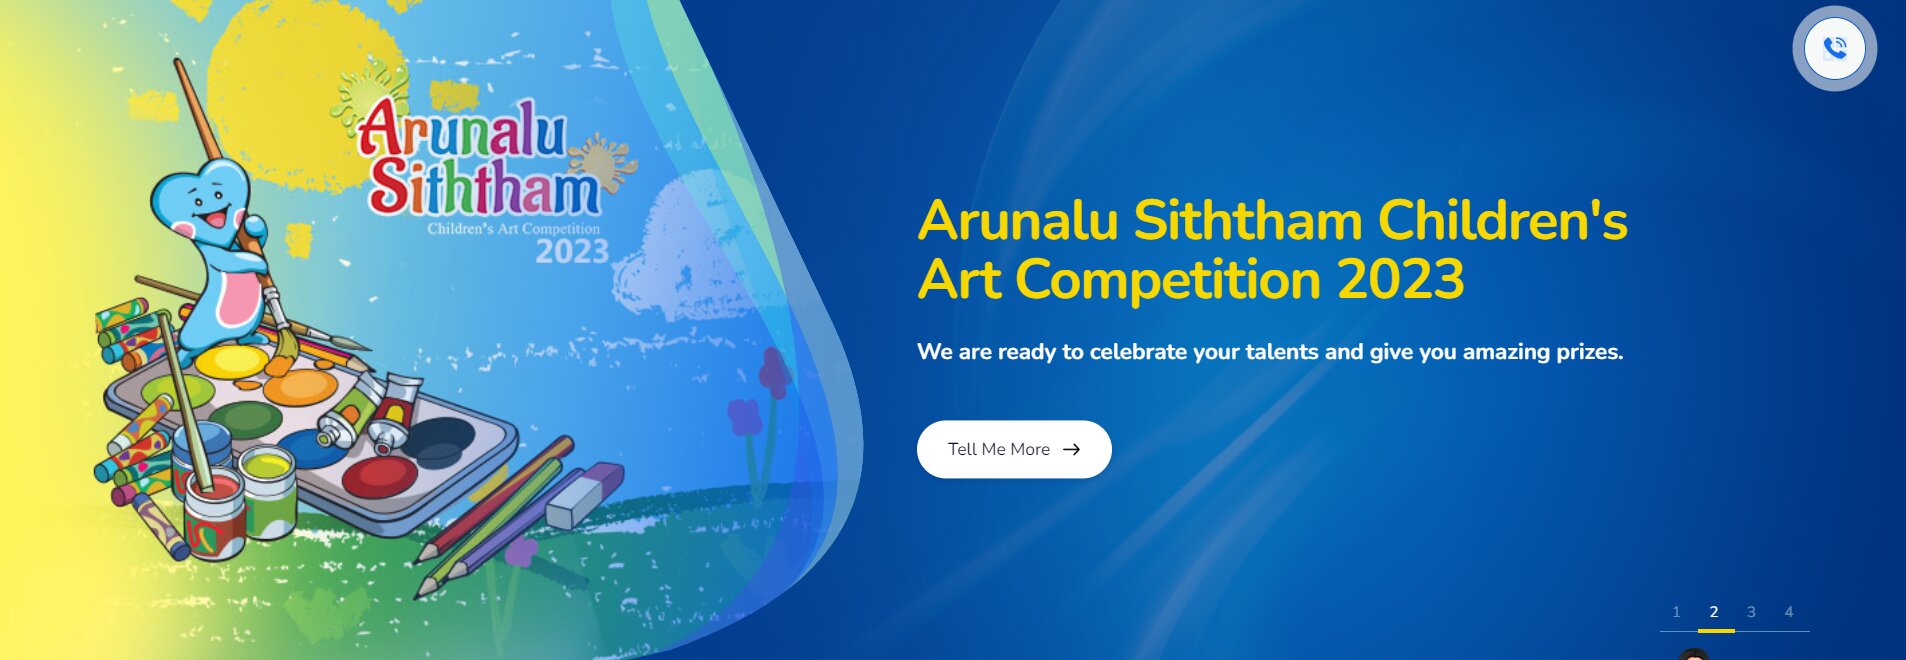 Arunalu
Siththam
Children's Art Competition
2023
Arunalu Siththam Children's
Art Competition 2023
We are ready to celebrate your talents and give you amazing prizes.
Tell Me More
1 2 3 4